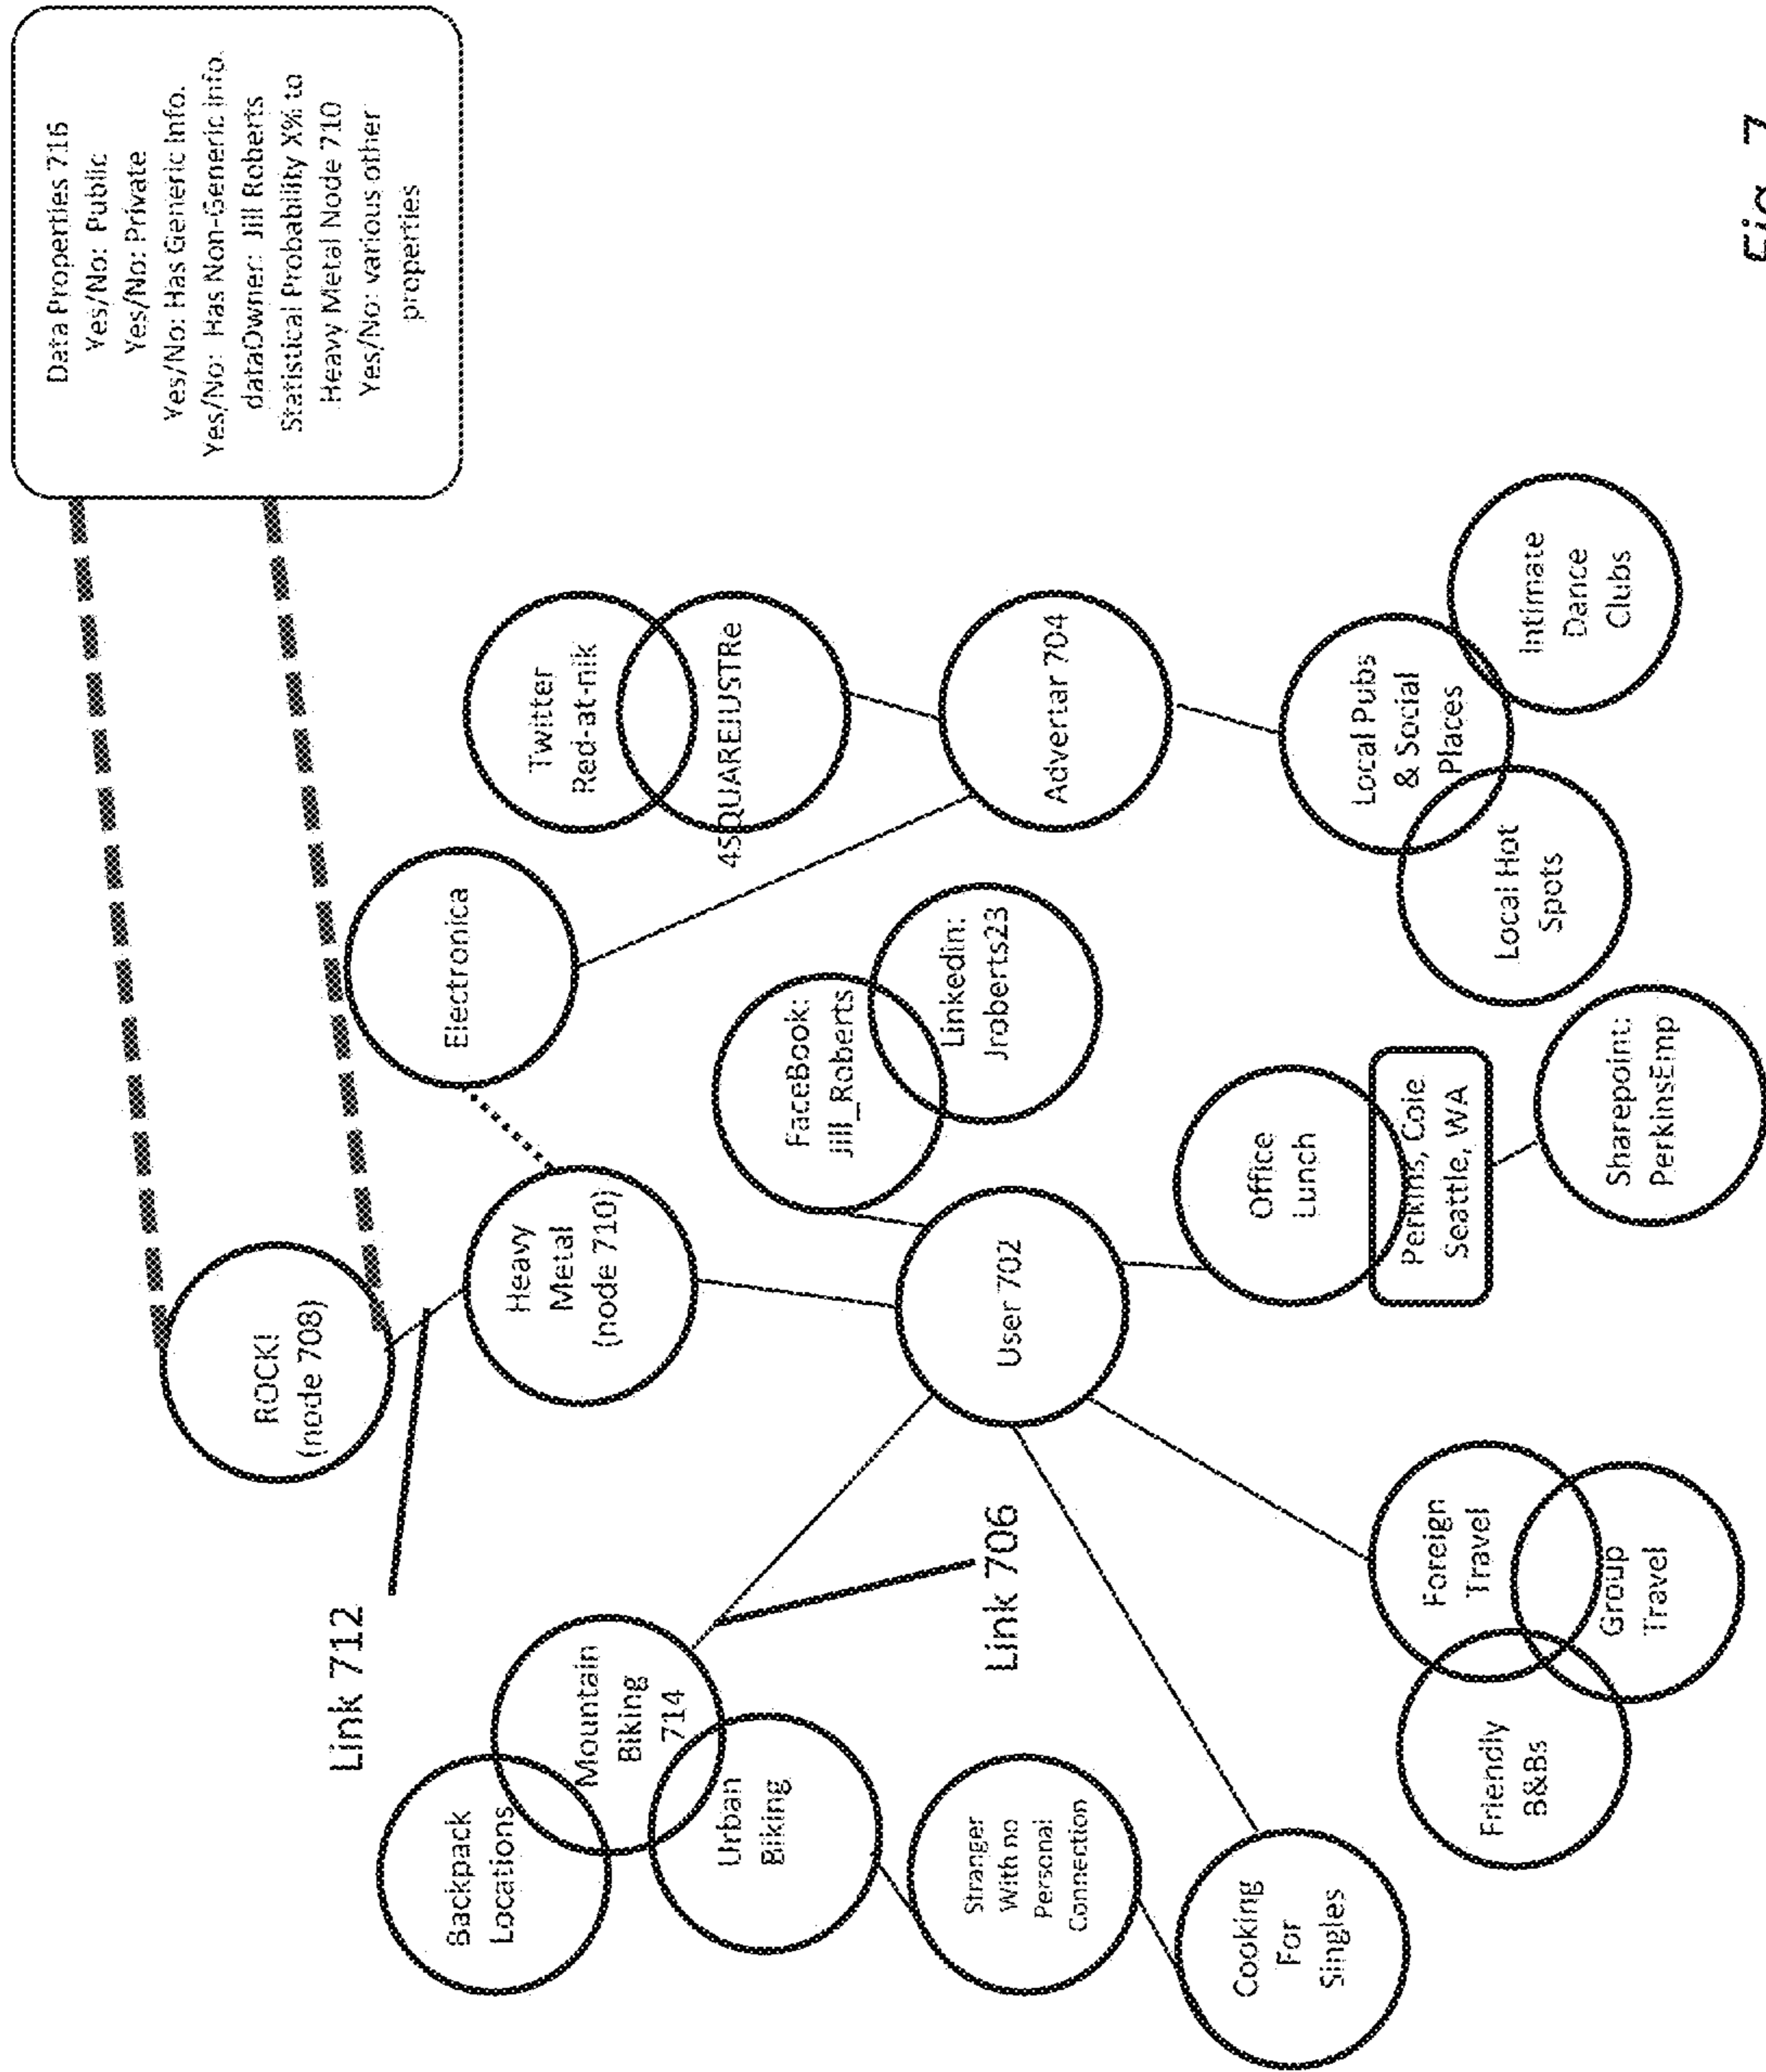 Data Properties 716
Yes/No: Public
Yes/No: Private
Yes/No: Has Generic Info.
Yes/No: Has Non-Generic Info.
dataOwner: Jill Roberts
Statistical Probability X% to
Heavy Metal Node 710
Yes/No: various other
properties
Link 712
ROCK!
(node 708)
Electronica
Twitter
Red-at-nik
4SQUAREJUSTRe
Backpack
Locations
Mountain
Biking
714
Urban
Biking
Heavy
Metal
(node 710)
FaceBook:
Jill_Roberts
Linkedin:
Jroberts23
Advertar 704
Stranger
With no
Personal
Connection
Link 706
User 702
Cooking
For
Singles
Office
Lunch
Perkins, Coie
Seattle, WA
Sharepoint:
PerkinsEmp
Local Pubs
& Social
Places
Local Hot
Spots
Intimate
Dance
Clubs
Foreign
Travel
Friendly
B&Bs
Group
Travel
Fig. 7